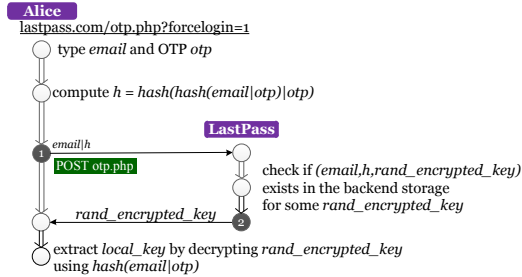 Alice
lastpass.com/otp.php?forcelogin=1
type email and OTP otp
compute h = hash(hash(email|otp)|otp)
email|h
LastPass
1
POST otp.php
check if (email,h,rand_encrypted_key)
exists in the backend storage
for some rand_encrypted_key
rand_encrypted_key
2
extract local_key by decrypting rand_encrypted_key
using hash(email|otp)